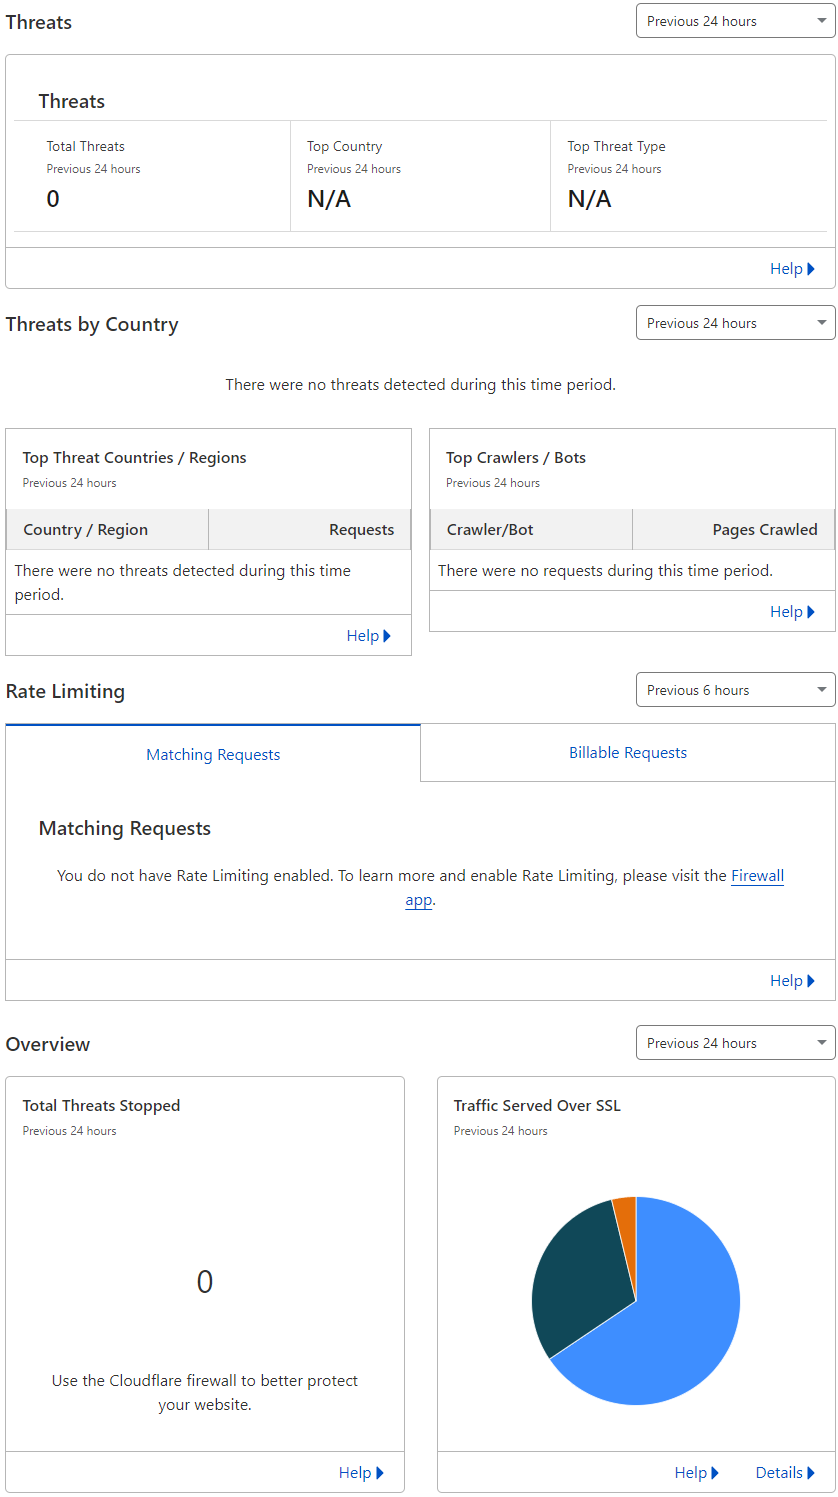 Threats
Previous 24 hours
Threats
Total Threats
Previous 24 hours
0
Top Country
Previous 24 hours
N/A
Top Threat Type
Previous 24 hours
N/A
Help
Threats by Country
Previous 24 hours
There were no threats detected during this time period.
Top Threat Countries / Regions
Previous 24 hours
Country / Region
Requests
There were no threats detected during this time
period.
Help
Top Crawlers / Bots
Previous 24 hours
Crawler/Bot
Pages Crawled
There were no requests during this time period.
Help
Rate Limiting
Previous 6 hours
Matching Requests
Billable Requests
Matching Requests
You do not have Rate Limiting enabled. To learn more and enable Rate Limiting, please visit the Firewall
app.
Help
Overview
Previous 24 hours
Total Threats Stopped
Previous 24 hours
0
Use the Cloudflare firewall to better protect
your website.
Help
Traffic Served Over SSL
Previous 24 hours
Help
Details